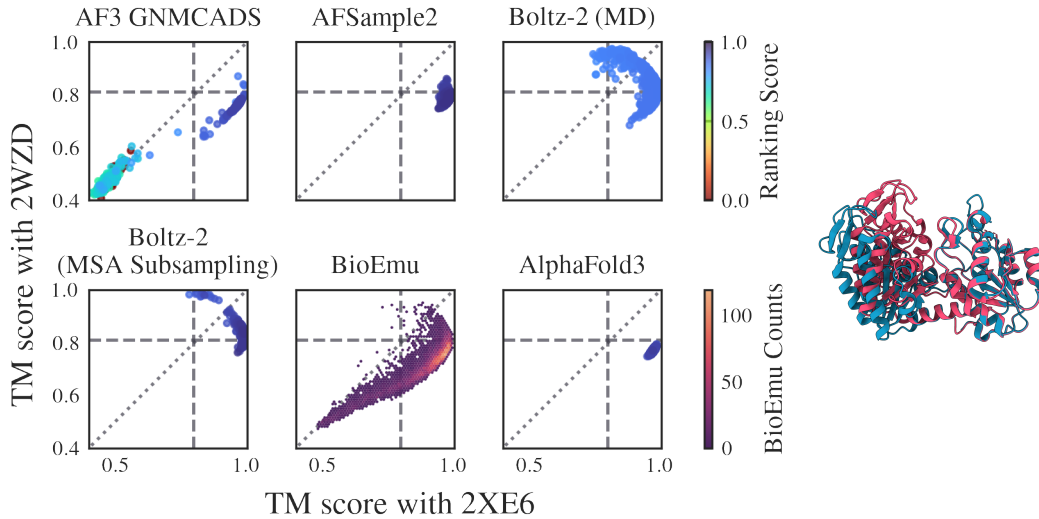 AF3 GNMCADS
AFSample2
Boltz-2 (MD)
1.0
0.8
0.6
0.4
1.0
0.5
0.0
Ranking Score
TM score with 2WZD
Boltz-2
(MSA Subsampling)
BioEmu
AlphaFold3
1.0
0.8
0.6
0.4
0.5
1.0
0.5
1.0
0.5
1.0
100
50
0
BioEmu Counts
TM score with 2XE6